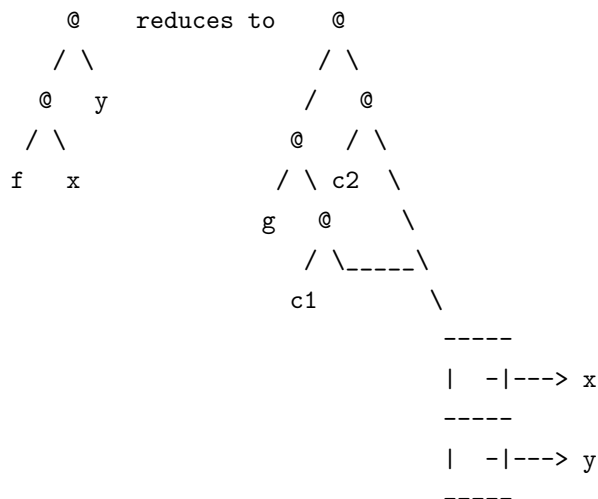 @ reduces to @
/ \ / \
@ y / @
/ \ @ / \
f x / \ c2 \
g @ \
/ \_____\
c1 \
-----
| -|---> x
-----
| -|---> y
-----